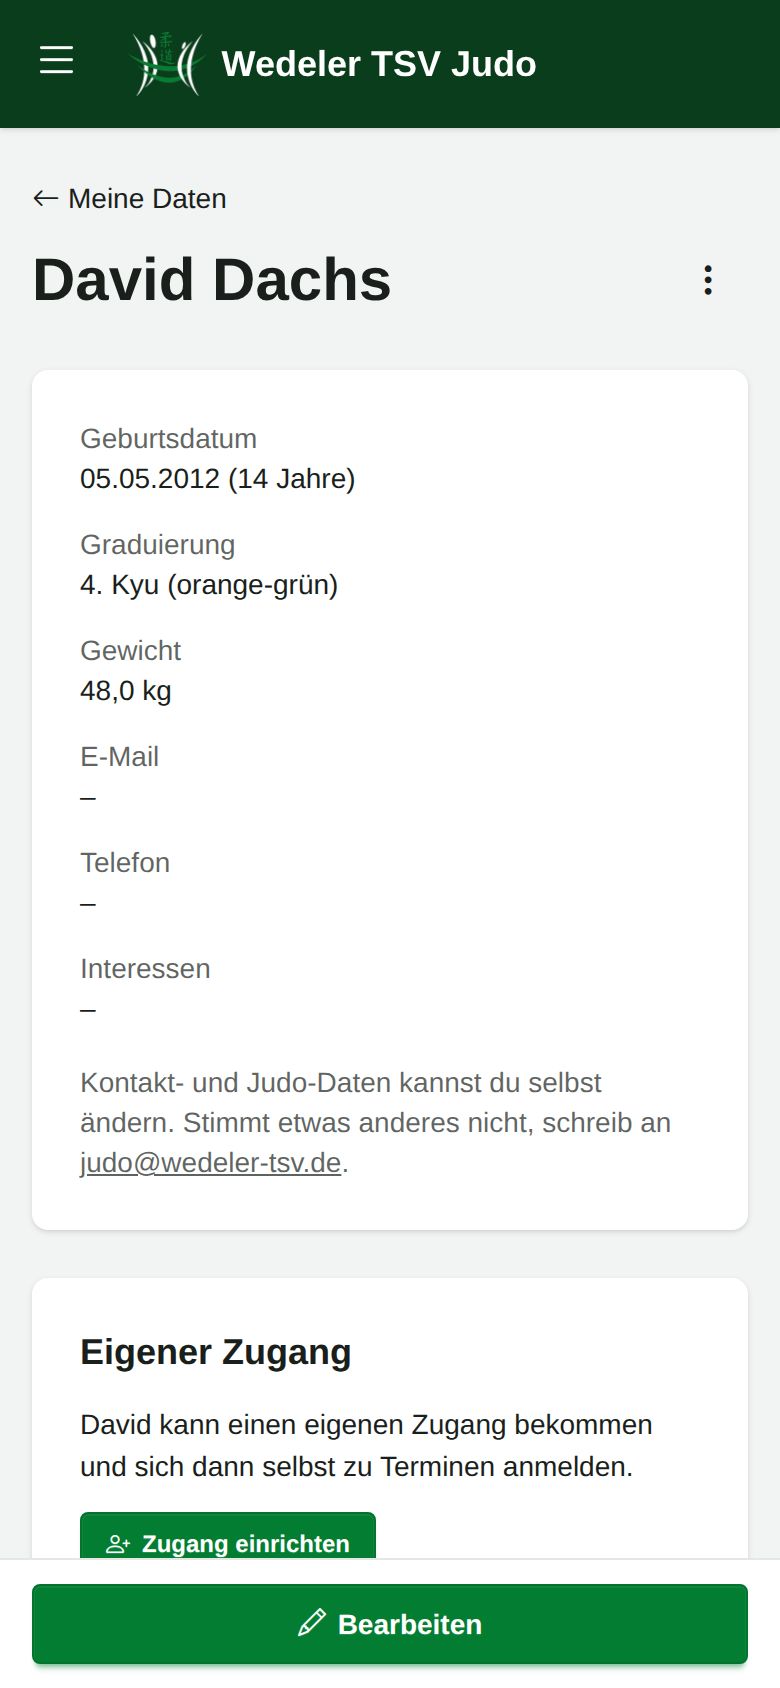 柔道
Wedeler TSV Judo
← Meine Daten
David Dachs
Geburtsdatum
05.05.2012 (14 Jahre)
Graduierung
4. Kyu (orange-grün)
Gewicht
48,0 kg
E-Mail
–
Telefon
–
Interessen
–
Kontakt- und Judo-Daten kannst du selbst
ändern. Stimmt etwas anderes nicht, schreib an
judo@wedeler-tsv.de.
Eigener Zugang
David kann einen eigenen Zugang bekommen
und sich dann selbst zu Terminen anmelden.
Zugang einrichten
Bearbeiten